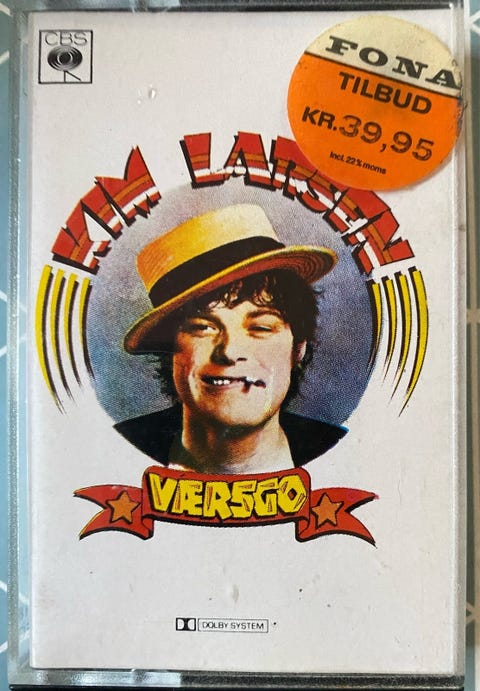 CBS
FONA
TILBUD
KR.39,95
Incl. 22% moms
KIM LARSEN
VÆRSGO
DOLBY SYSTEM